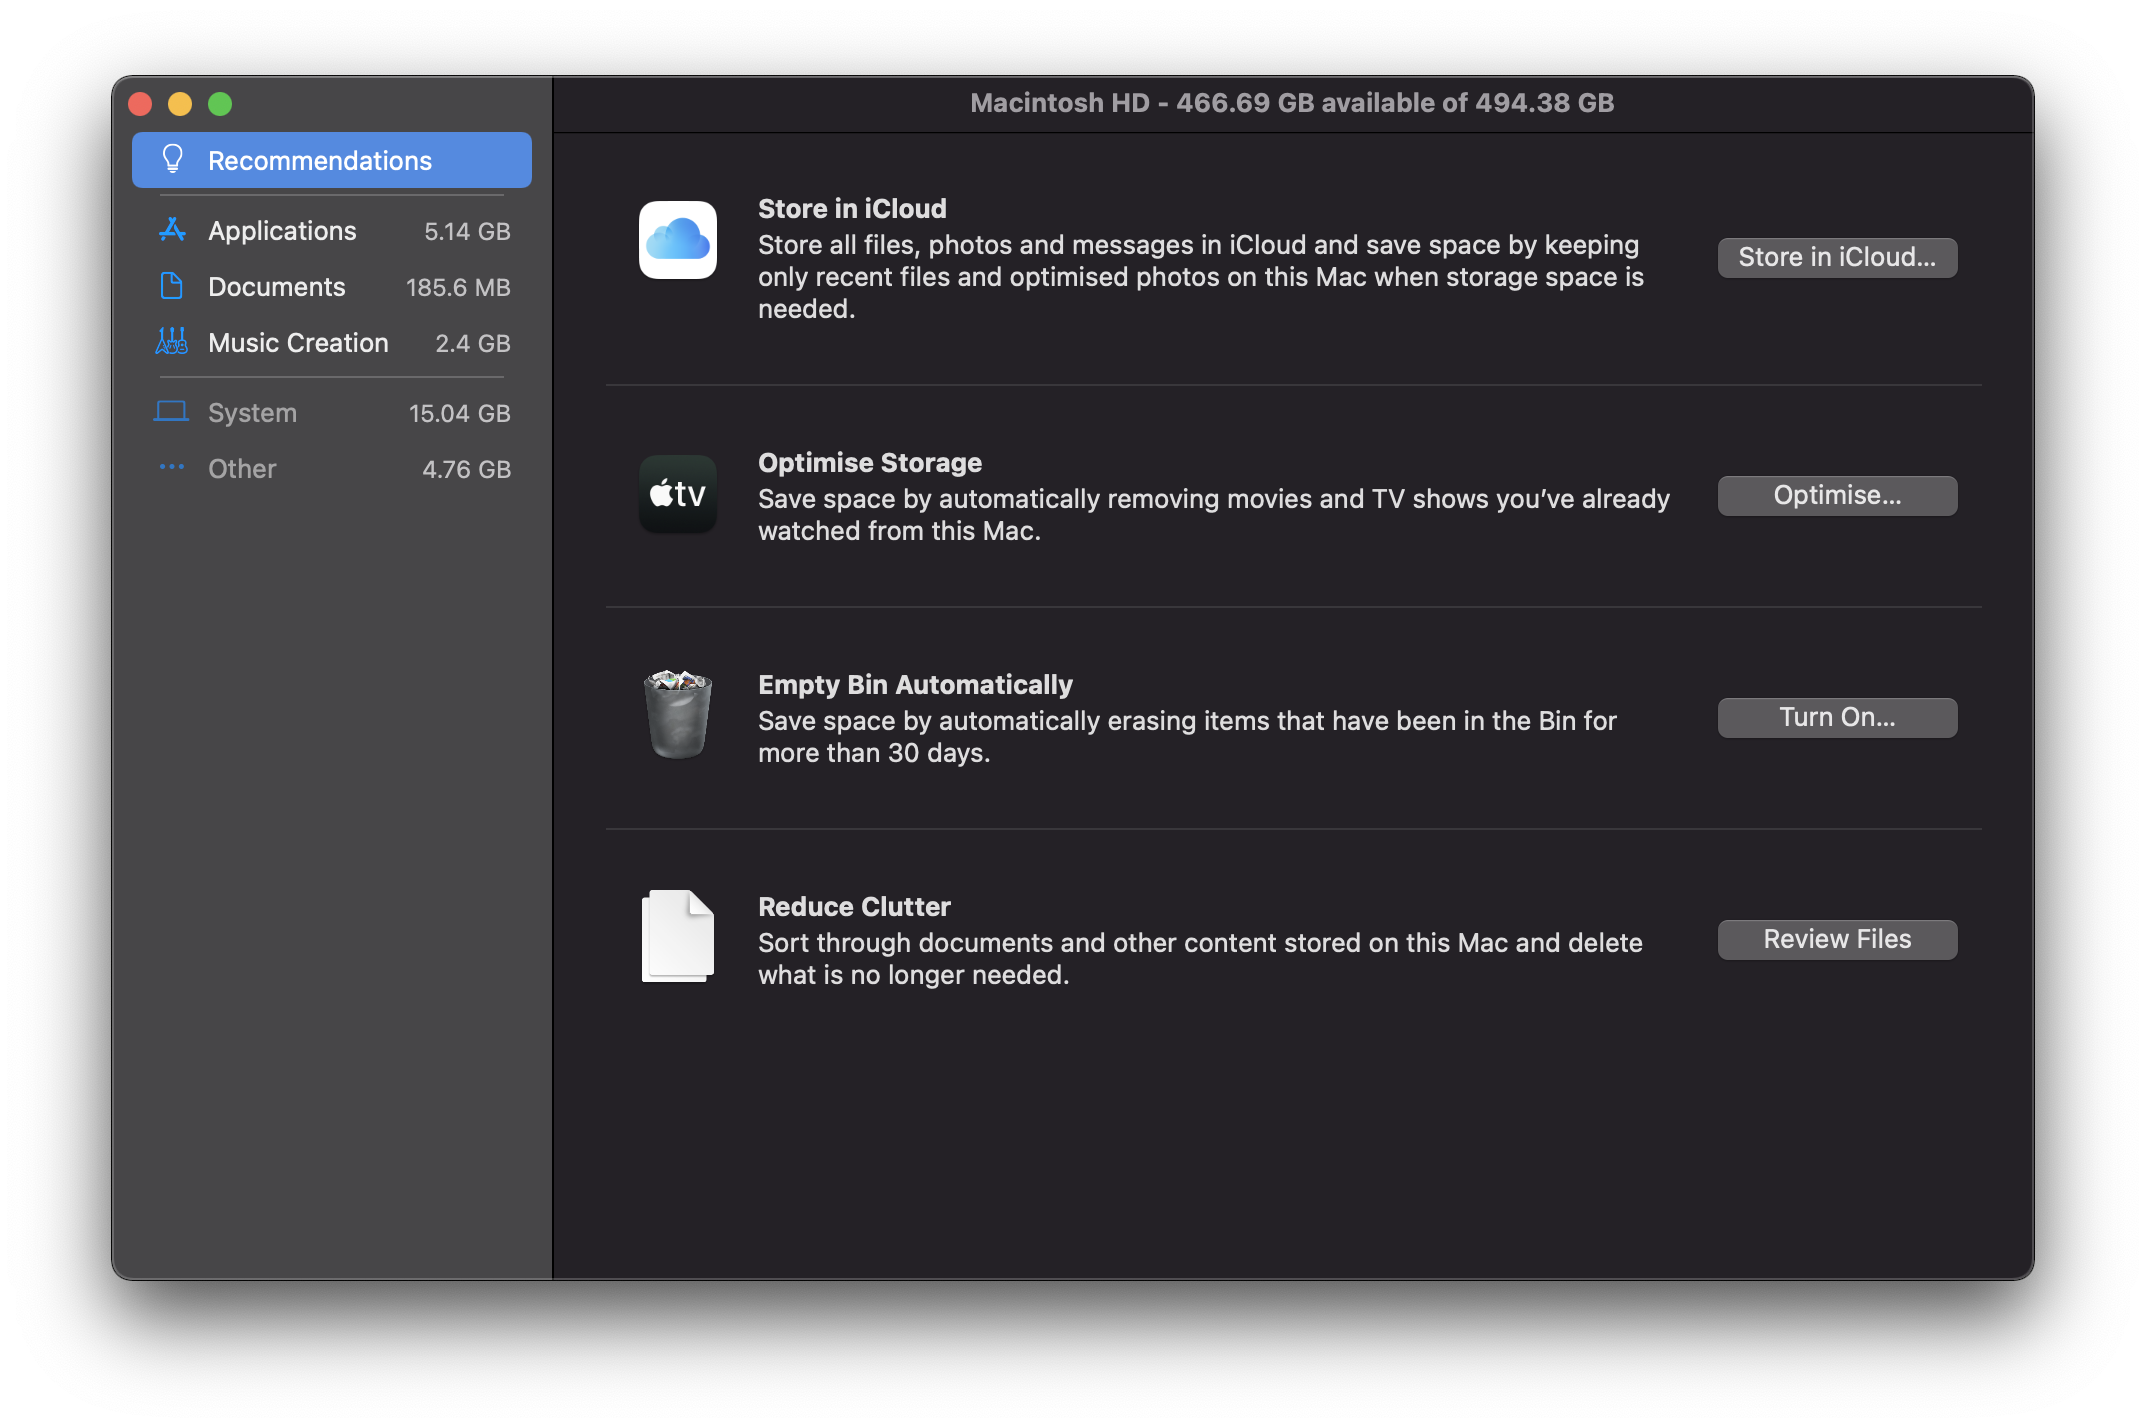 Macintosh HD - 466.69 GB available of 494.38 GB
Recommendations
Applications 5.14 GB
Documents 185.6 MB
Music Creation 2.4 GB
System 15.04 GB
Other 4.76 GB
Store in iCloud
Store all files, photos and messages in iCloud and save space by keeping
only recent files and optimised photos on this Mac when storage space is
needed.
Store in iCloud...
tv
Optimise Storage
Save space by automatically removing movies and TV shows you’ve already
watched from this Mac.
Optimise...
Empty Bin Automatically
Save space by automatically erasing items that have been in the Bin for
more than 30 days.
Turn On...
Reduce Clutter
Sort through documents and other content stored on this Mac and delete
what is no longer needed.
Review Files